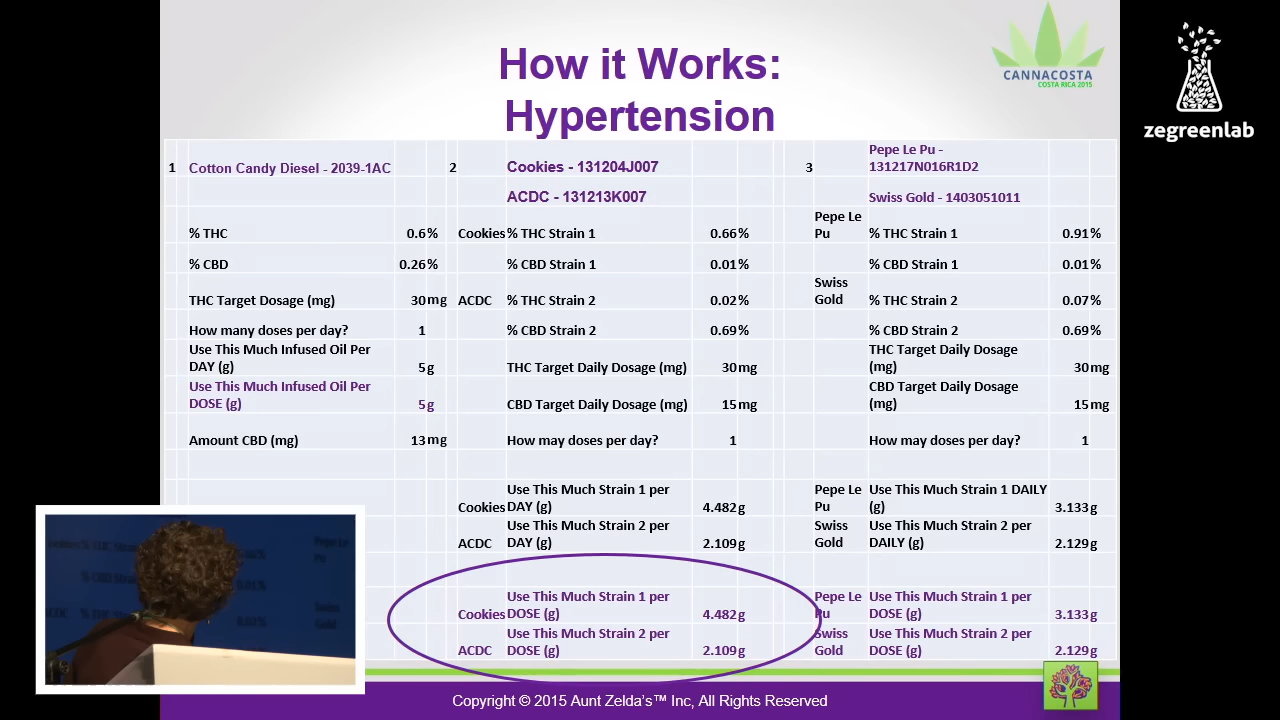 How it Works:
Hypertension
CANNACOSTA
COSTA RICA 2015
zegreenlab
1 Cotton Candy Diesel - 2039-1AC
% THC 0.6%
% CBD 0.26%
THC Target Dosage (mg) 30mg
How many doses per day? 1
Use This Much Infused Oil Per
DAY (g) 5g
Use This Much Infused Oil Per
DOSE (g) 5g
Amount CBD (mg) 13mg
2 Cookies - 131204J007
ACDC - 131213K007
Cookies % THC Strain 1 0.66%
% CBD Strain 1 0.01%
ACDC % THC Strain 2 0.02%
% CBD Strain 2 0.69%
THC Target Daily Dosage (mg) 30mg
CBD Target Daily Dosage (mg) 15mg
How may doses per day? 1
Use This Much Strain 1 per
Cookies DAY (g) 4.482g
Use This Much Strain 2 per
ACDC DAY (g) 2.109g
Use This Much Strain 1 per
Cookies DOSE (g) 4.482g
Use This Much Strain 2 per
ACDC DOSE (g) 2.109g
Pepe Le Pu -
3 131217N016R1D2
Swiss Gold - 1403051011
Pepe Le
Pu % THC Strain 1 0.91%
% CBD Strain 1 0.01%
Swiss
Gold % THC Strain 2 0.07%
% CBD Strain 2 0.69%
THC Target Daily Dosage
(mg) 30mg
CBD Target Daily Dosage
(mg) 15mg
How may doses per day? 1
Pepe Le Use This Much Strain 1 DAILY
Pu (g) 3.133g
Swiss Use This Much Strain 2 per
Gold DAILY (g) 2.129g
Pepe Le Use This Much Strain 1 per
Pu DOSE (g) 3.133g
Swiss Use This Much Strain 2 per
Gold DOSE (g) 2.129g
Copyright © 2015 Aunt Zelda's™ Inc, All Rights Reserved